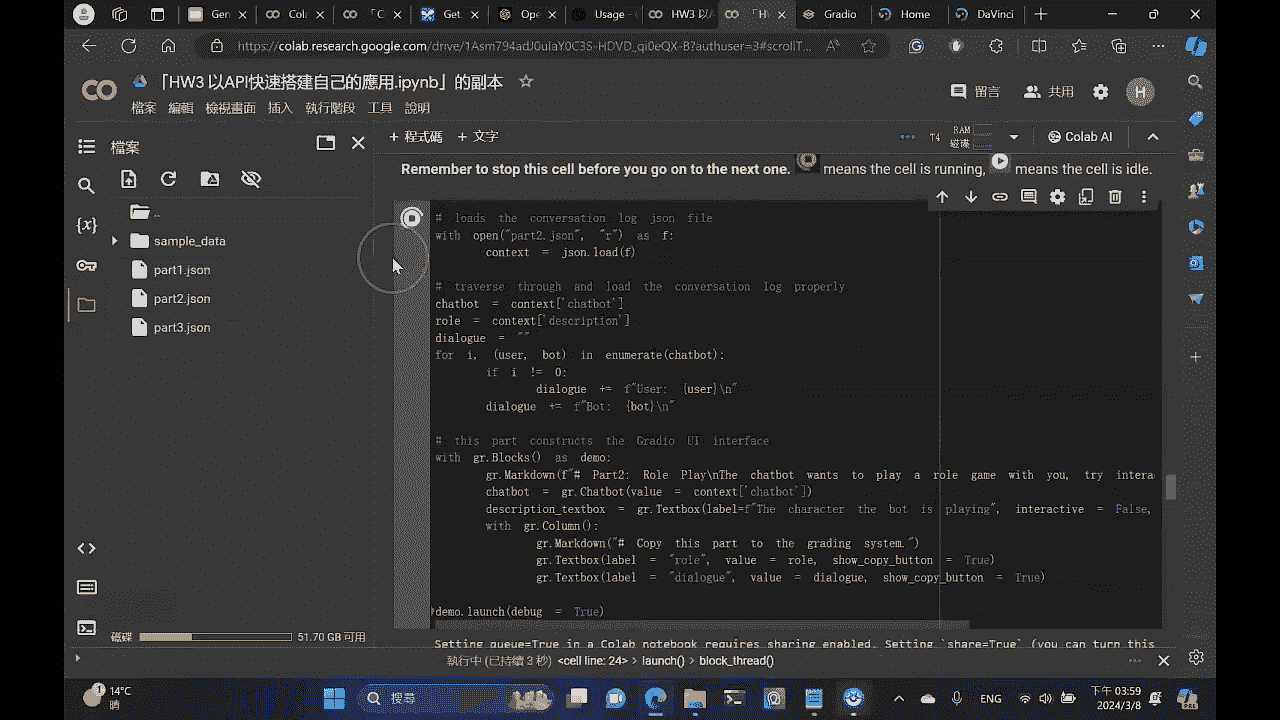 Gen
Cola
「C
Get
Ope
Usage -
HW3 以
「H
Gradio
Home
DaVinci
https://colab.research.google.com/drive/1Asm794adJ0uIaY0C3S-HDVD_qi0eQX-B?authuser=3#scrollT...
「HW3 以API快速搭建自己的應用.ipynb」的副本
留言
共用
H
檔案 編輯 檢視畫面 插入 執行階段 工具 說明
檔案
+ 程式碼 + 文字
T4
RAM
磁碟
Colab AI
Remember to stop this cell before you go on to the next one. means the cell is running, means the cell is idle.
..
sample_data
part1.json
part2.json
part3.json
# loads the conversation log json file
with open("part2.json", "r") as f:
context = json.load(f)
# traverse through and load the conversation log properly
chatbot = context['chatbot']
role = context['description']
dialogue = ""
for i, (user, bot) in enumerate(chatbot):
if i != 0:
dialogue += f"User: {user}\n"
dialogue += f"Bot: {bot}\n"
# this part constructs the Gradio UI interface
with gr.Blocks() as demo:
gr.Markdown(f"# Part2: Role Play\nThe chatbot wants to play a role game with you, try intera
chatbot = gr.Chatbot(value = context['chatbot'])
description_textbox = gr.Textbox(label=f"The character the bot is playing", interactive = False,
with gr.Column():
gr.Markdown("# Copy this part to the grading system.")
gr.Textbox(label = "role", value = role, show_copy_button = True)
gr.Textbox(label = "dialogue", value = dialogue, show_copy_button = True)
demo.launch(debug = True)
Setting queue=True in a Colab notebook requires sharing enabled. Setting `share=True` (you can turn this
磁碟 51.70 GB 可用
執行中 (已持續 3 秒) <cell line: 24> > launch() > block_thread()
14°C
晴
搜尋
ENG
下午 03:59
2024/3/8